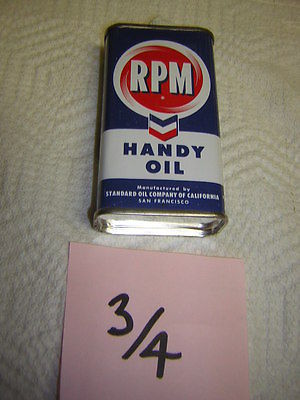 RPM
HANDY
OIL
Manufactured by
STANDARD OIL COMPANY OF CALIFORNIA
SAN FRANCISCO
3/4